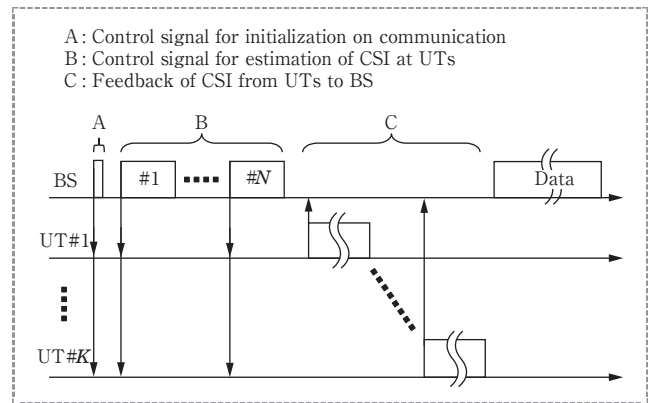 A : Control signal for initialization on communication
B : Control signal for estimation of CSI at UTs
C : Feedback of CSI from UTs to BS
A B C
BS #1 #N Data
UT#1
UT#K